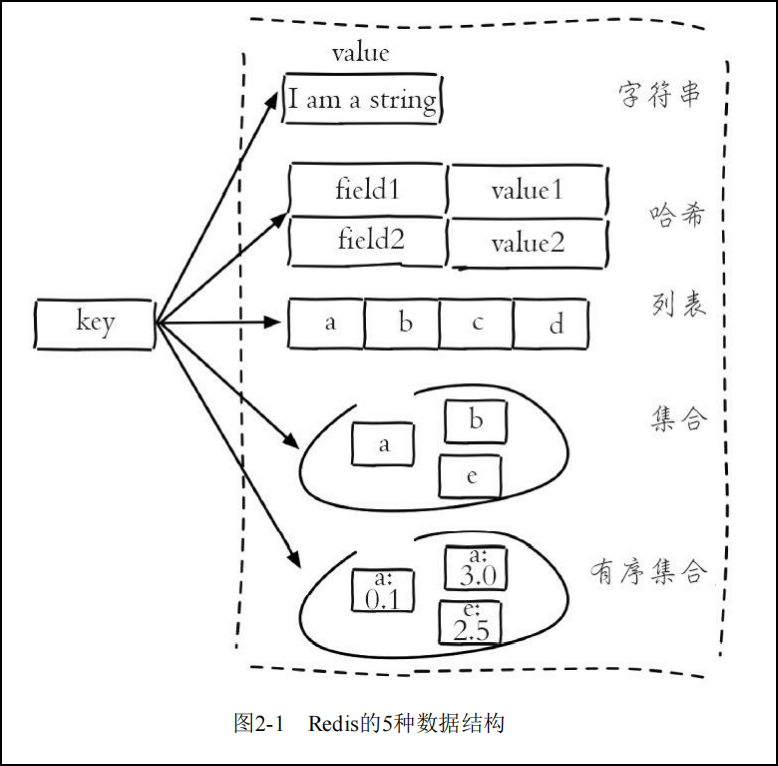 value
I am a string
字符串
field1 value1
哈希
field2 value2
列表
key
a b c d
集合
b
a
e
有序集合
a:
3.0
a:
0.1
e:
2.5
图2-1 Redis的5种数据结构